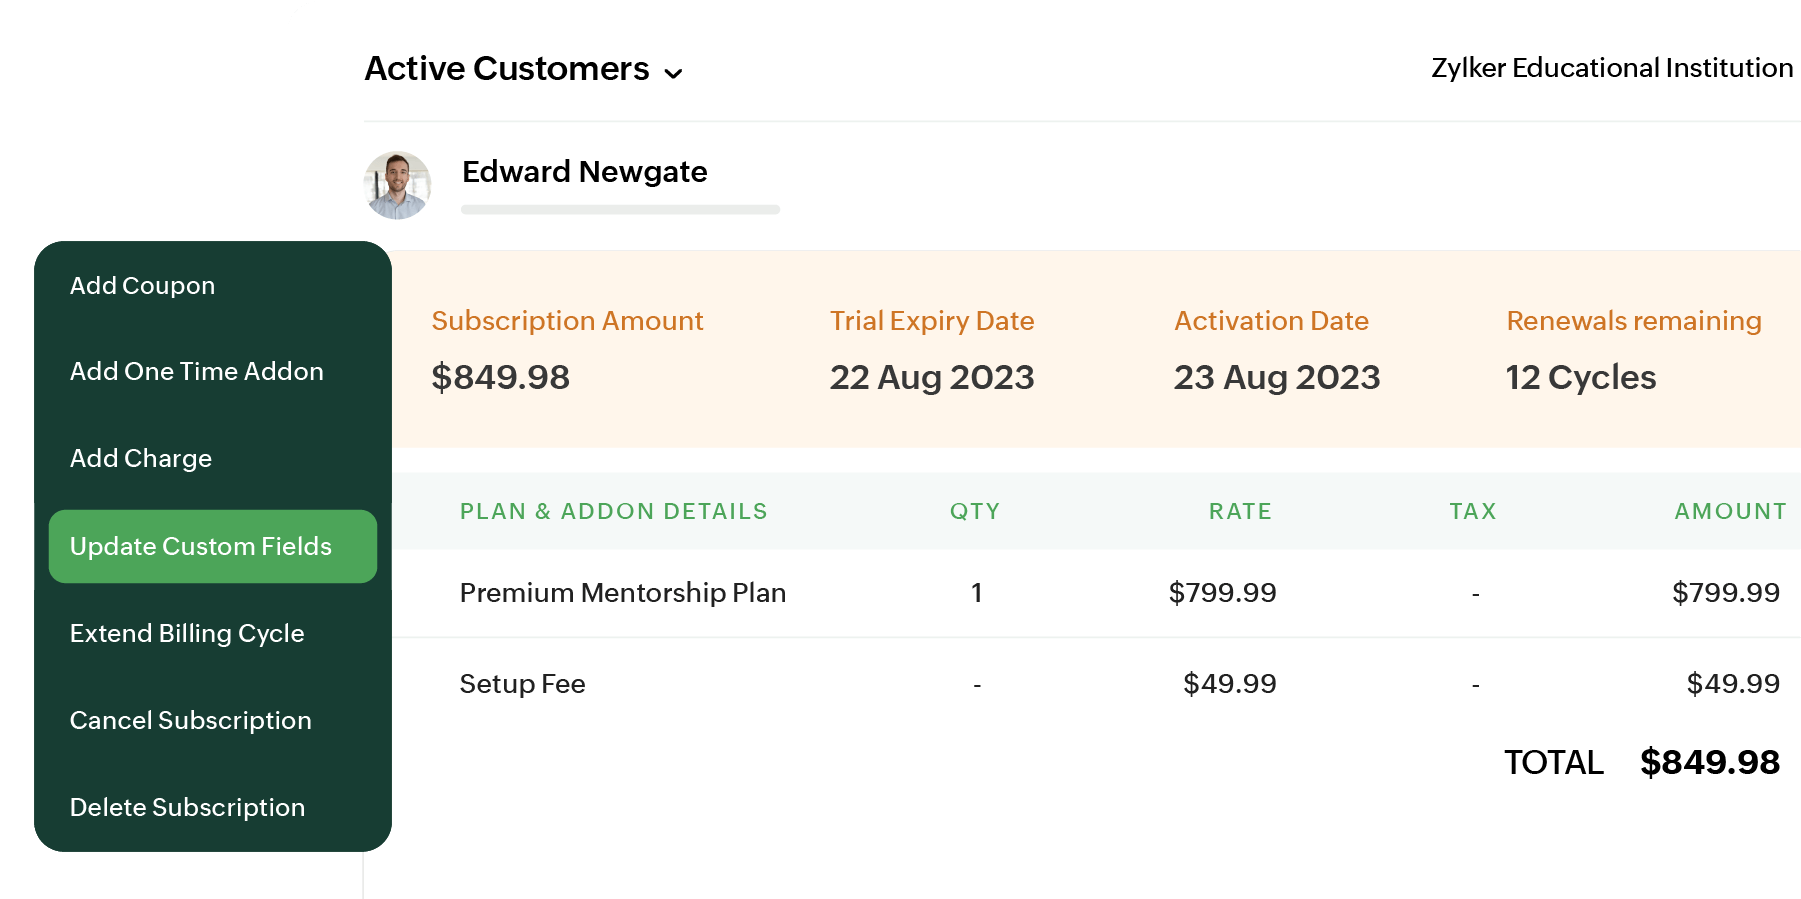 Active Customers
Zylker Educational Institution
Edward Newgate
Add Coupon
Add One Time Addon
Add Charge
Update Custom Fields
Extend Billing Cycle
Cancel Subscription
Delete Subscription
Subscription Amount Trial Expiry Date Activation Date Renewals remaining
$849.98 22 Aug 2023 23 Aug 2023 12 Cycles
PLAN & ADDON DETAILS QTY RATE TAX AMOUNT
Premium Mentorship Plan 1 $799.99 - $799.99
Setup Fee - $49.99 - $49.99
TOTAL $849.98